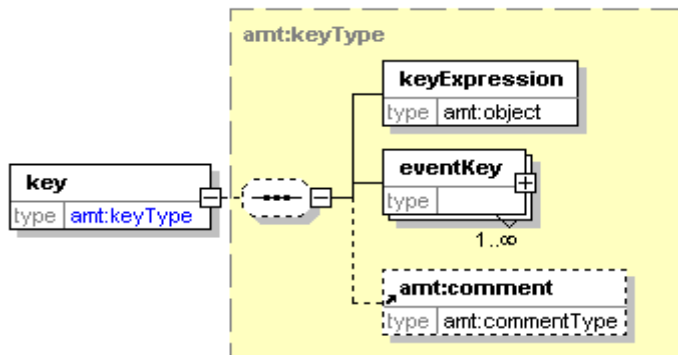 amt:keyType
keyExpression
type amt:object
key
type amt:keyType
eventKey
type
1..∞
amt:comment
type amt:commentType